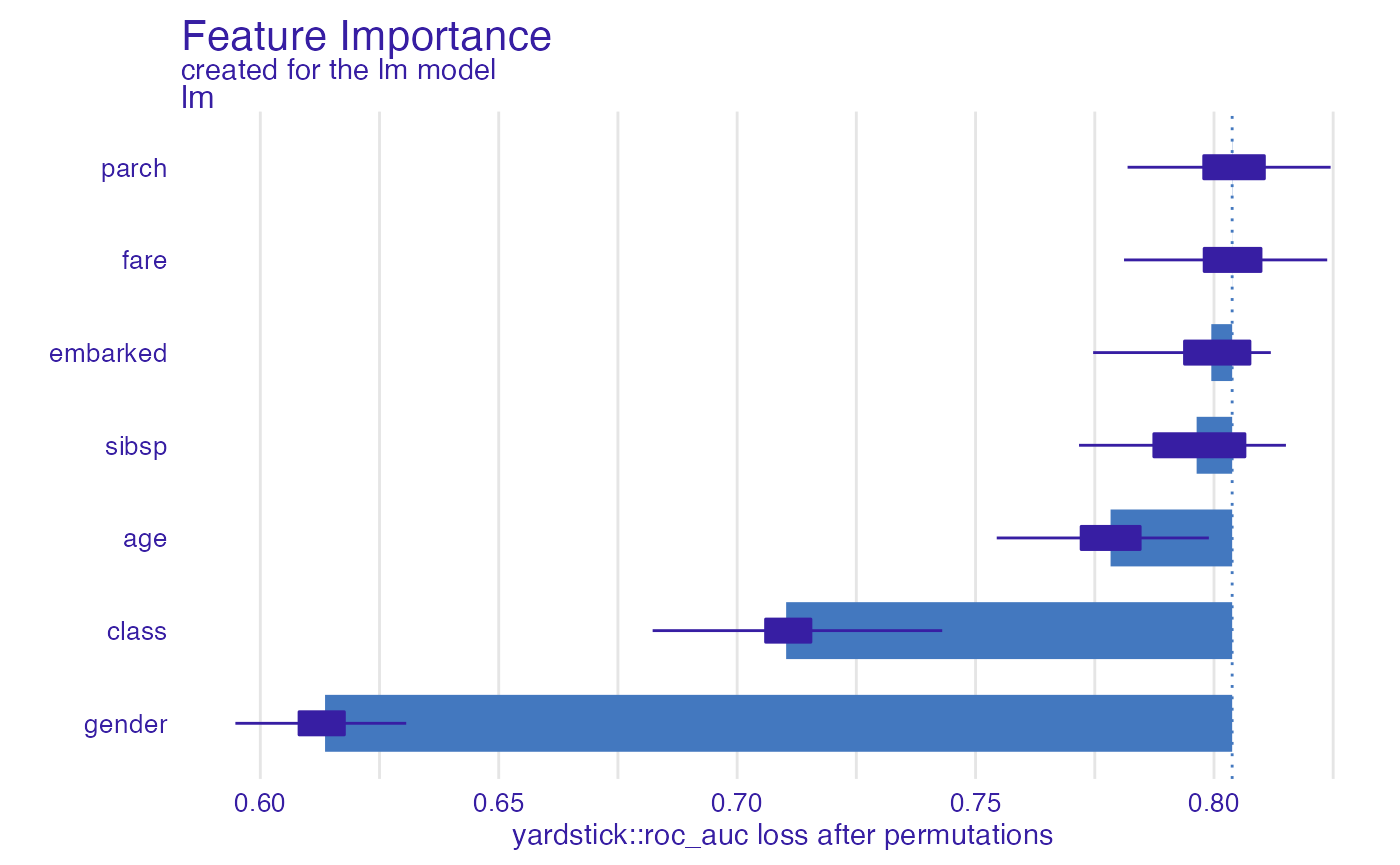 Feature Importance
created for the lm model
lm
parch
fare
embarked
sibsp
age
class
gender
0.60 0.65 0.70 0.75 0.80
yardstick::roc_auc loss after permutations